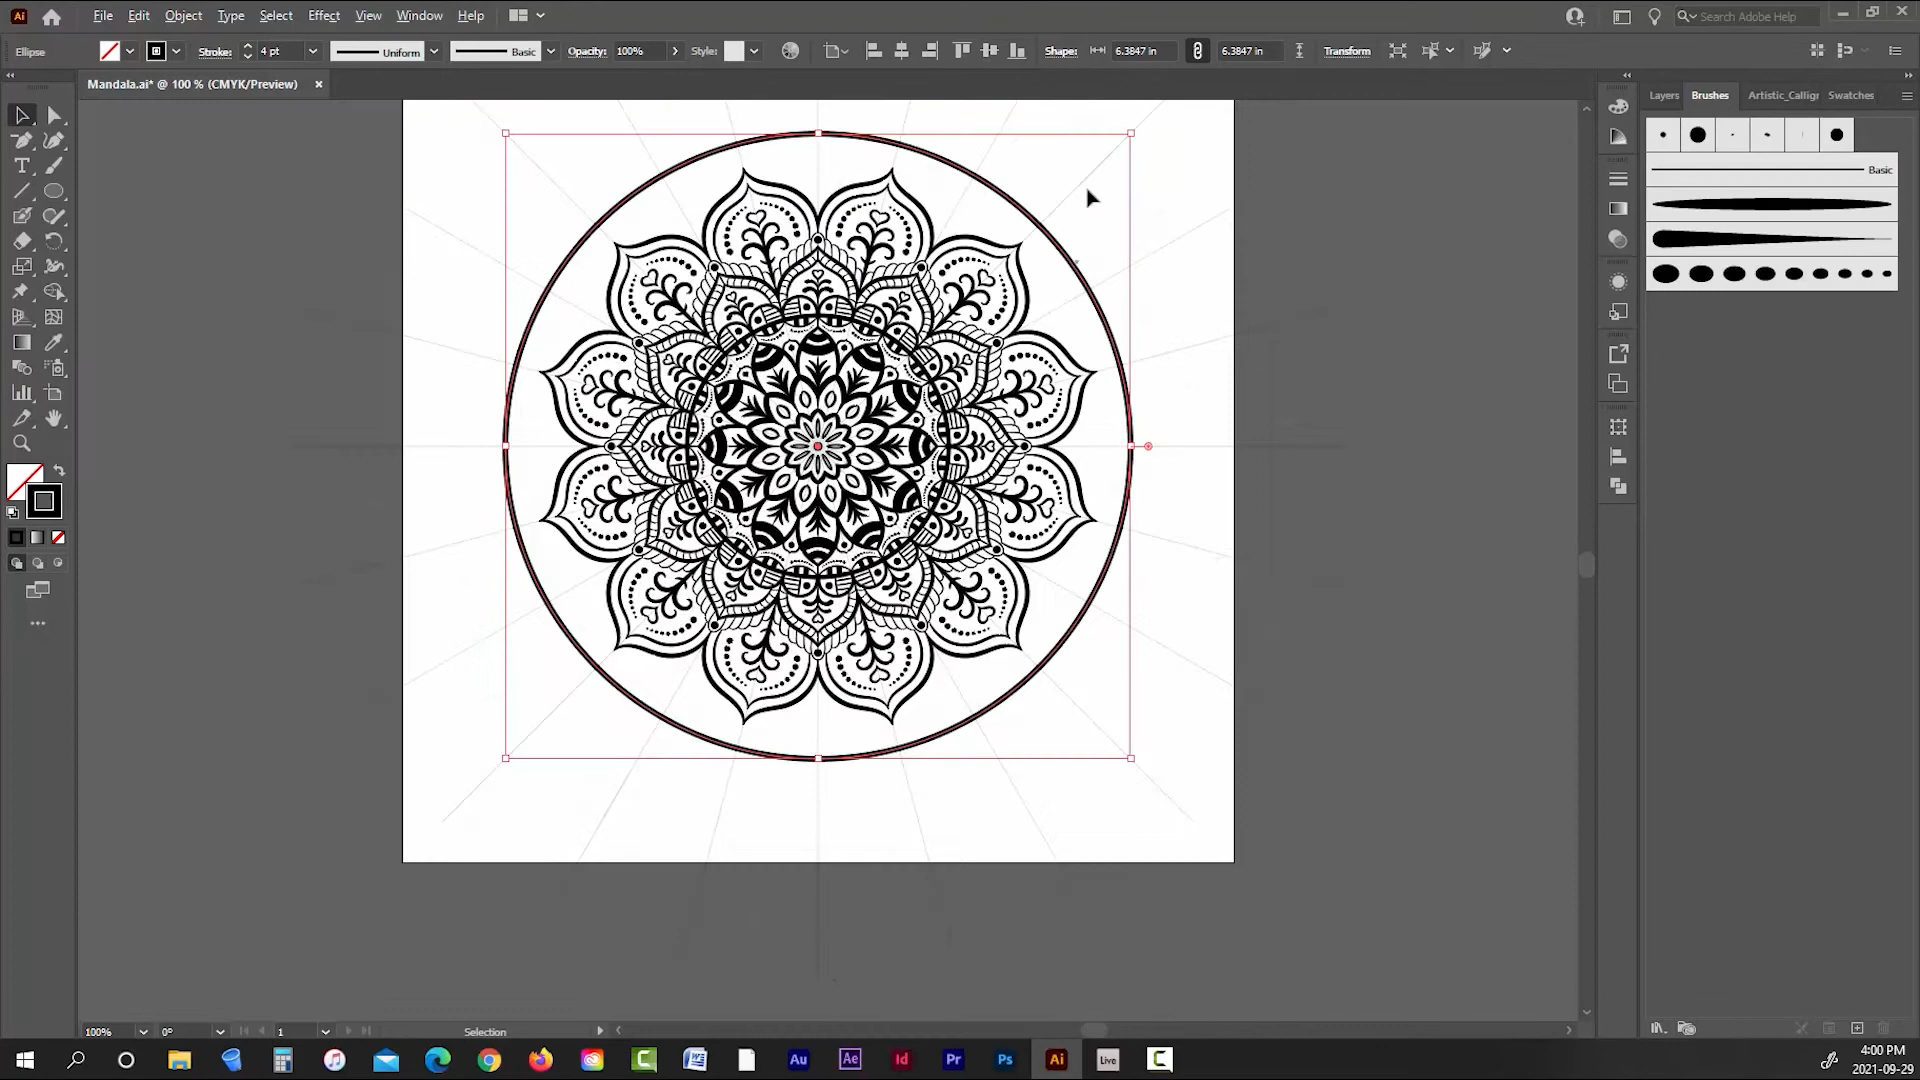 Ai File Edit Object Type Select Effect View Window Help Search Adobe Help
Ellipse Stroke: 4 pt Uniform Basic Opacity: 100% Style: Shape: 6.3847 in 6.3847 in Transform
Mandala.ai* @ 100 % (CMYK/Preview) ×
Layers Brushes Artistic_Calligr Swatches
Basic
100% 0° 1 Selection
Au Ae Id Pr Ps Ai Live C
4:00 PM
2021-09-29